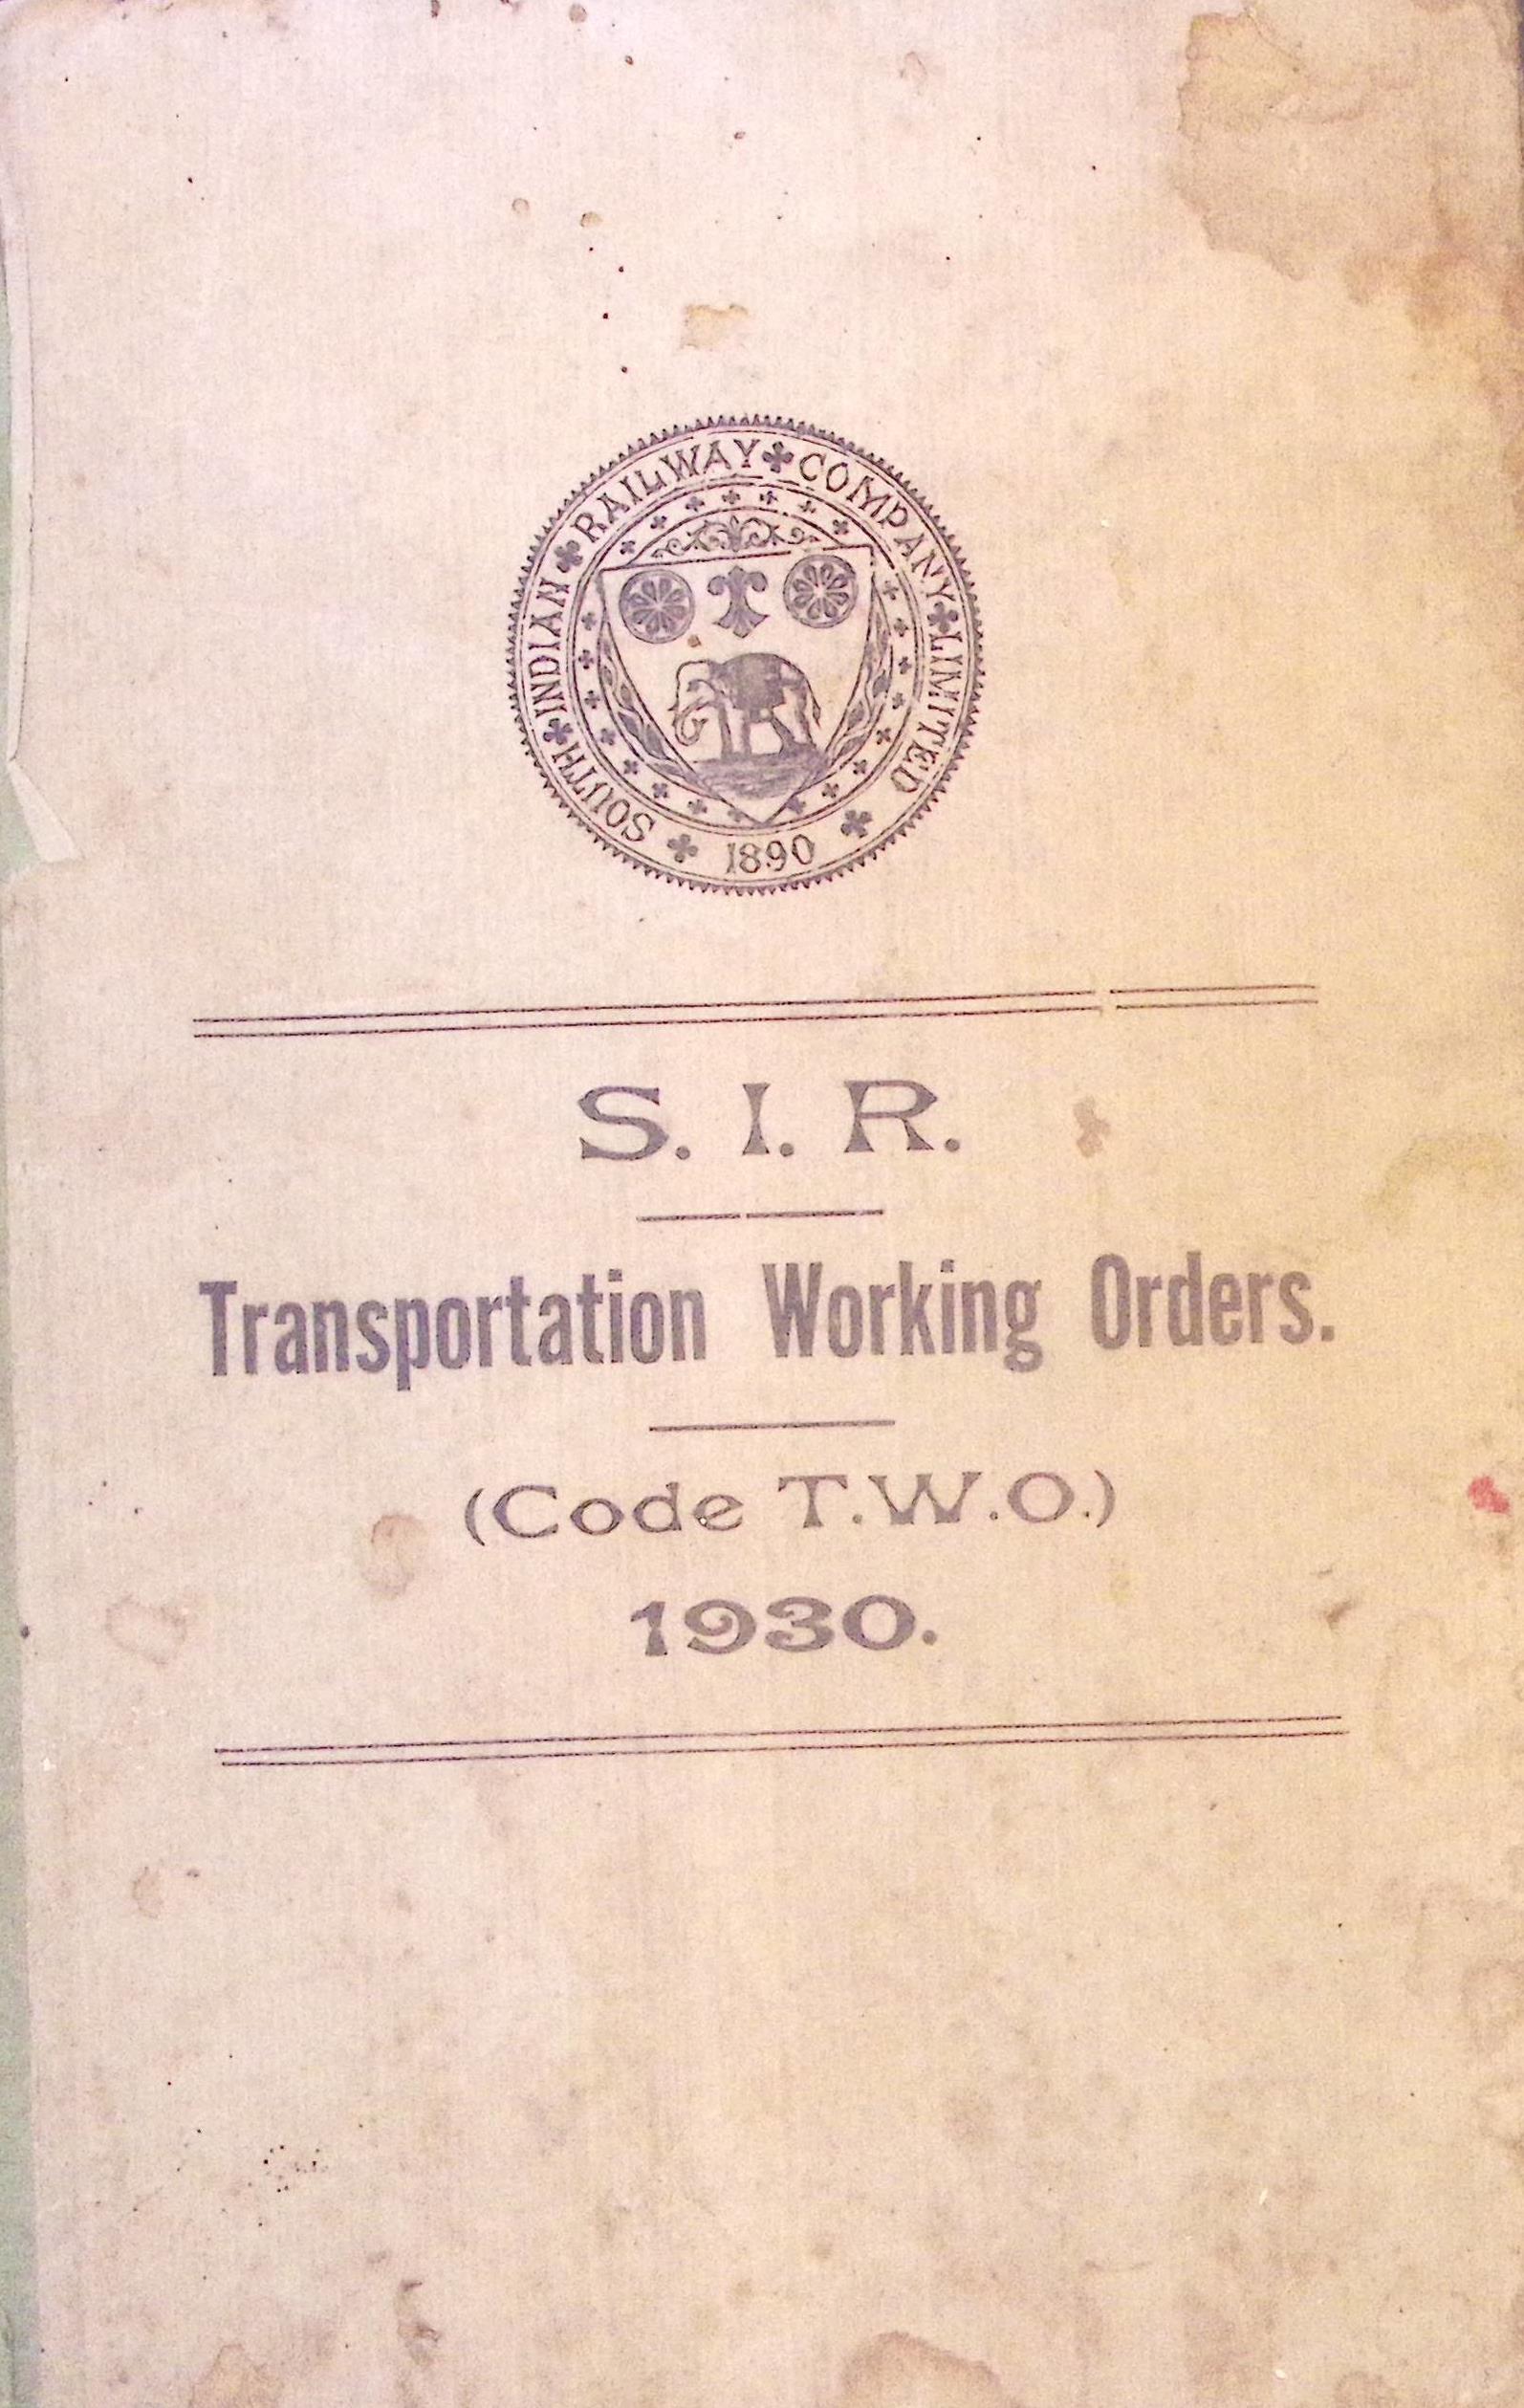 SOUTH INDIAN RAILWAY COMPANY LIMITED
1890
S. I. R.
Transportation Working Orders.
(Code T.W.O.)
1930.